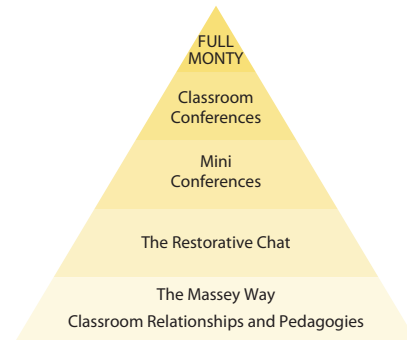 FULL
MONTY
Classroom
Conferences
Mini
Conferences
The Restorative Chat
The Massey Way
Classroom Relationships and Pedagogies